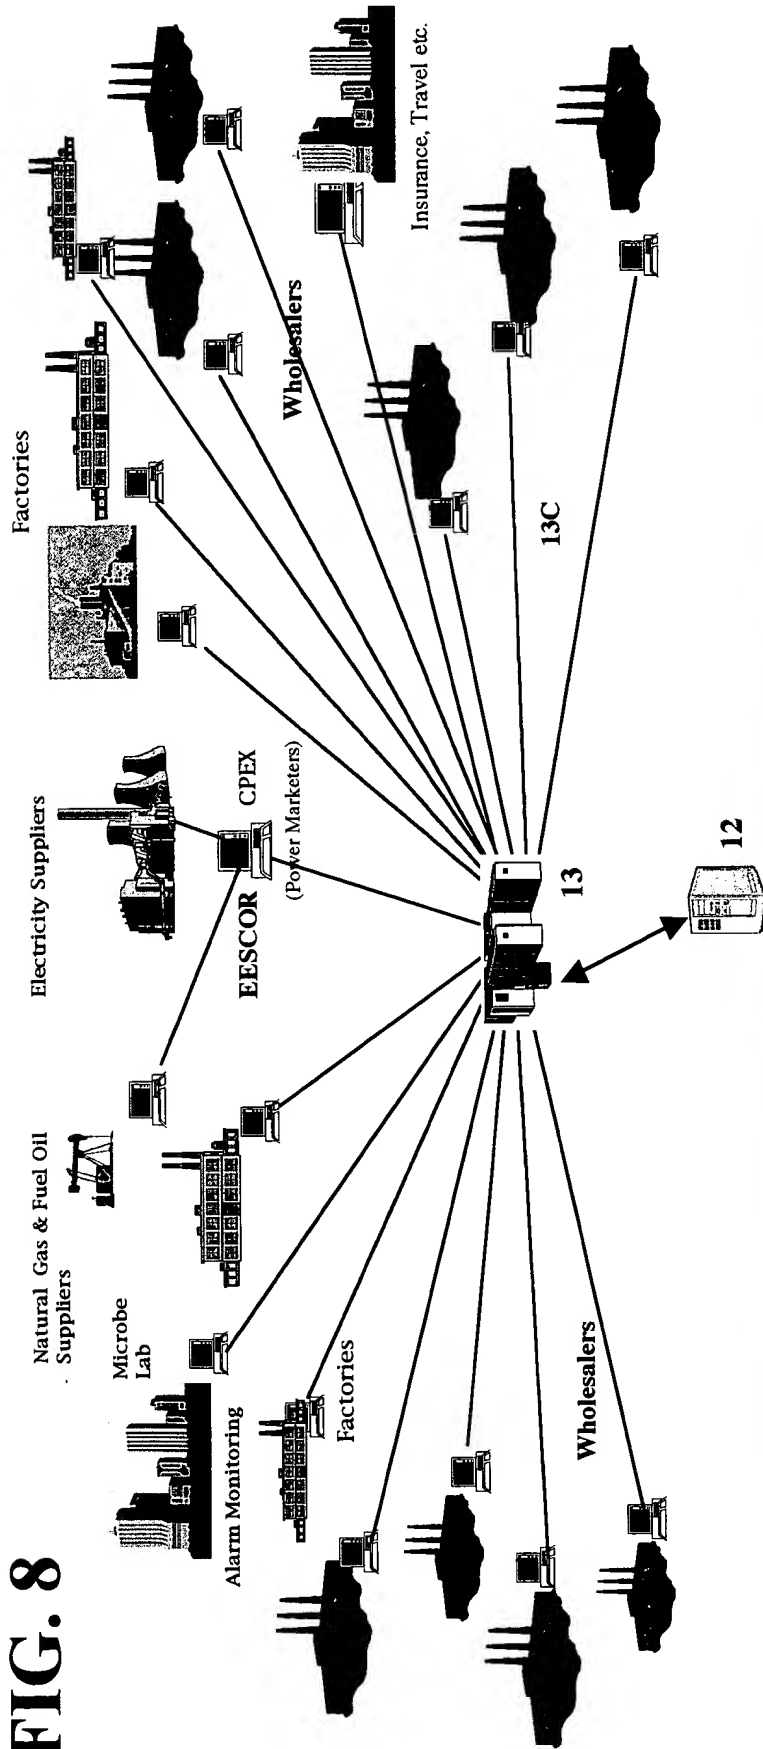 FIG. 8
Natural Gas & Fuel Oil
. Suppliers
Electricity Suppliers
Factories
Microbe
Lab
Alarm Monitoring
EESCOR
CPEX
(Power Marketers)
Wholesalers
Insurance, Travel etc.
Factories
13C
Wholesalers
13
12